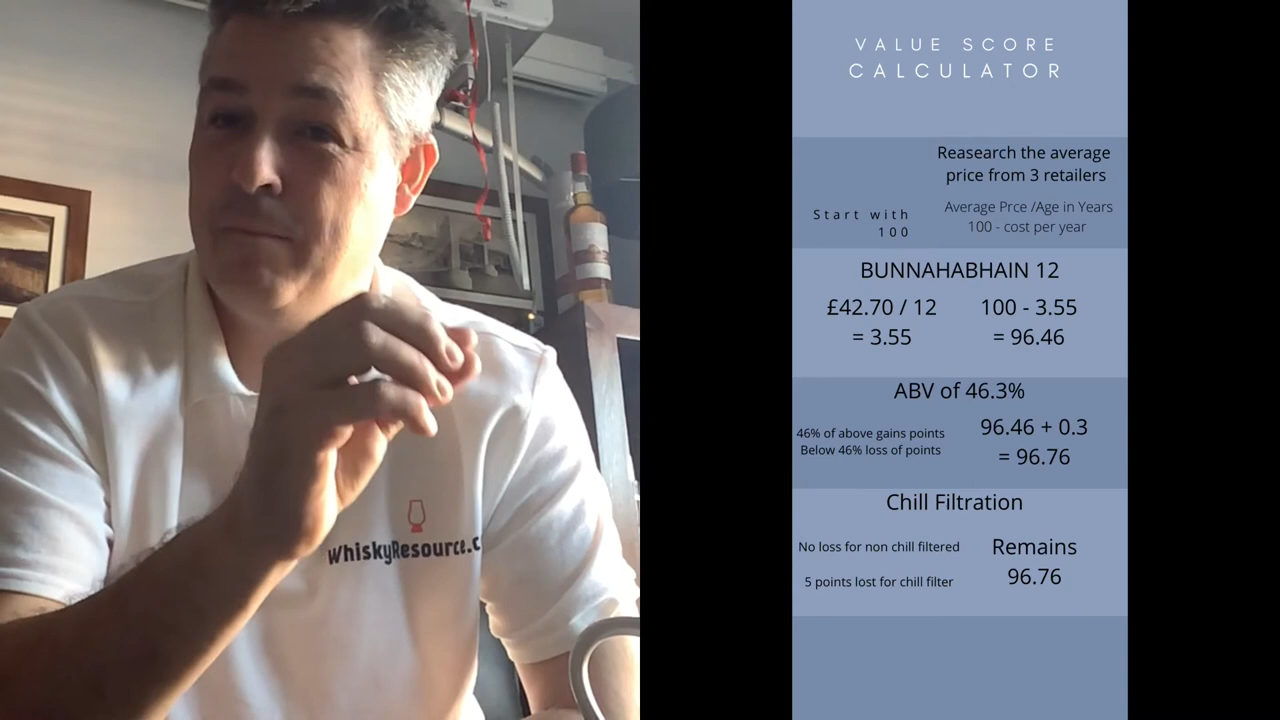 WhiskyResource.c
VALUE SCORE
CALCULATOR
Reasearch the average
price from 3 retailers
Start with
100
Average Prce /Age in Years
100 - cost per year
BUNNAHABHAIN 12
£42.70 / 12
= 3.55
100 - 3.55
= 96.46
ABV of 46.3%
46% of above gains points
Below 46% loss of points
96.46 + 0.3
= 96.76
Chill Filtration
No loss for non chill filtered
5 points lost for chill filter
Remains
96.76